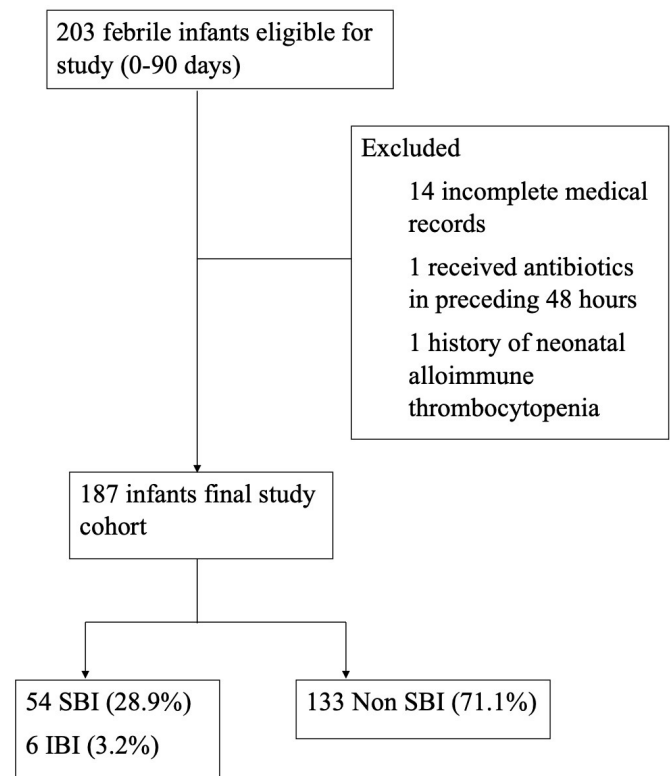 203 febrile infants eligible for
study (0-90 days)
Excluded
14 incomplete medical
records
1 received antibiotics
in preceding 48 hours
1 history of neonatal
alloimmune
thrombocytopenia
187 infants final study
cohort
54 SBI (28.9%)
6 IBI (3.2%)
133 Non SBI (71.1%)